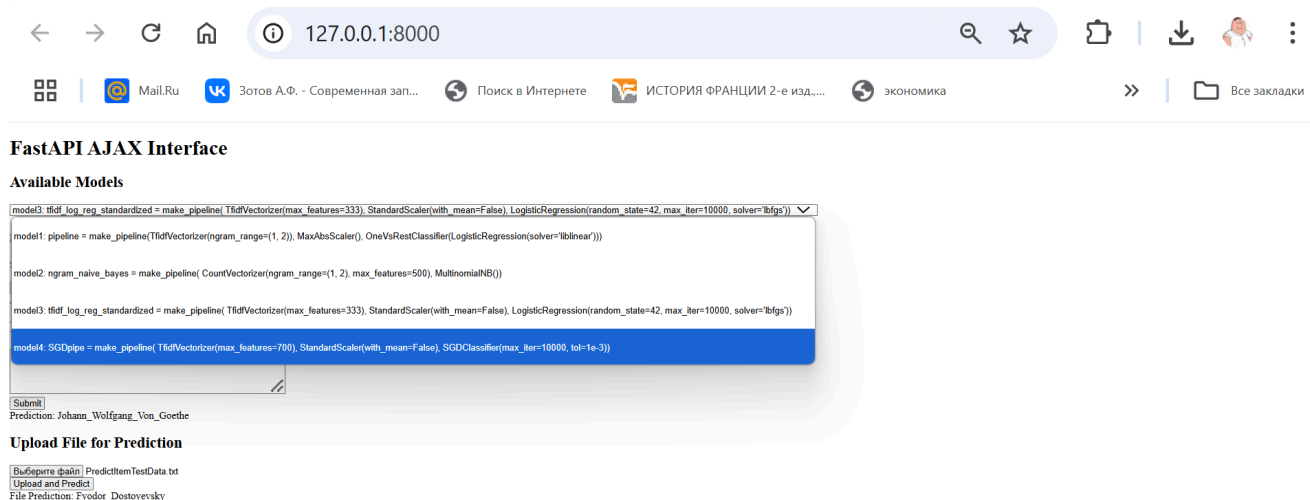 127.0.0.1:8000
Mail.Ru Зотов А.Ф. - Современная зап... Поиск в Интернете ИСТОРИЯ ФРАНЦИИ 2-е изд.,... экономика » Все закладки
FastAPI AJAX Interface
Available Models
model3: tfidf_log_reg_standardized = make_pipeline( TfidfVectorizer(max_features=333), StandardScaler(with_mean=False), LogisticRegression(random_state=42, max_iter=10000, solver='lbfgs'))
model1: pipeline = make_pipeline(TfidfVectorizer(ngram_range=(1, 2)), MaxAbsScaler(), OneVsRestClassifier(LogisticRegression(solver='liblinear')))
model2: ngram_naive_bayes = make_pipeline( CountVectorizer(ngram_range=(1, 2), max_features=500), MultinomialNB())
model3: tfidf_log_reg_standardized = make_pipeline( TfidfVectorizer(max_features=333), StandardScaler(with_mean=False), LogisticRegression(random_state=42, max_iter=10000, solver='lbfgs'))
model4: SGDpipe = make_pipeline( TfidfVectorizer(max_features=700), StandardScaler(with_mean=False), SGDClassifier(max_iter=10000, tol=1e-3))
Submit
Prediction: Johann_Wolfgang_Von_Goethe
Upload File for Prediction
Выберите файл PredictItemTestData.txt
Upload and Predict
File Prediction: Fyodor_Dostoyevsky